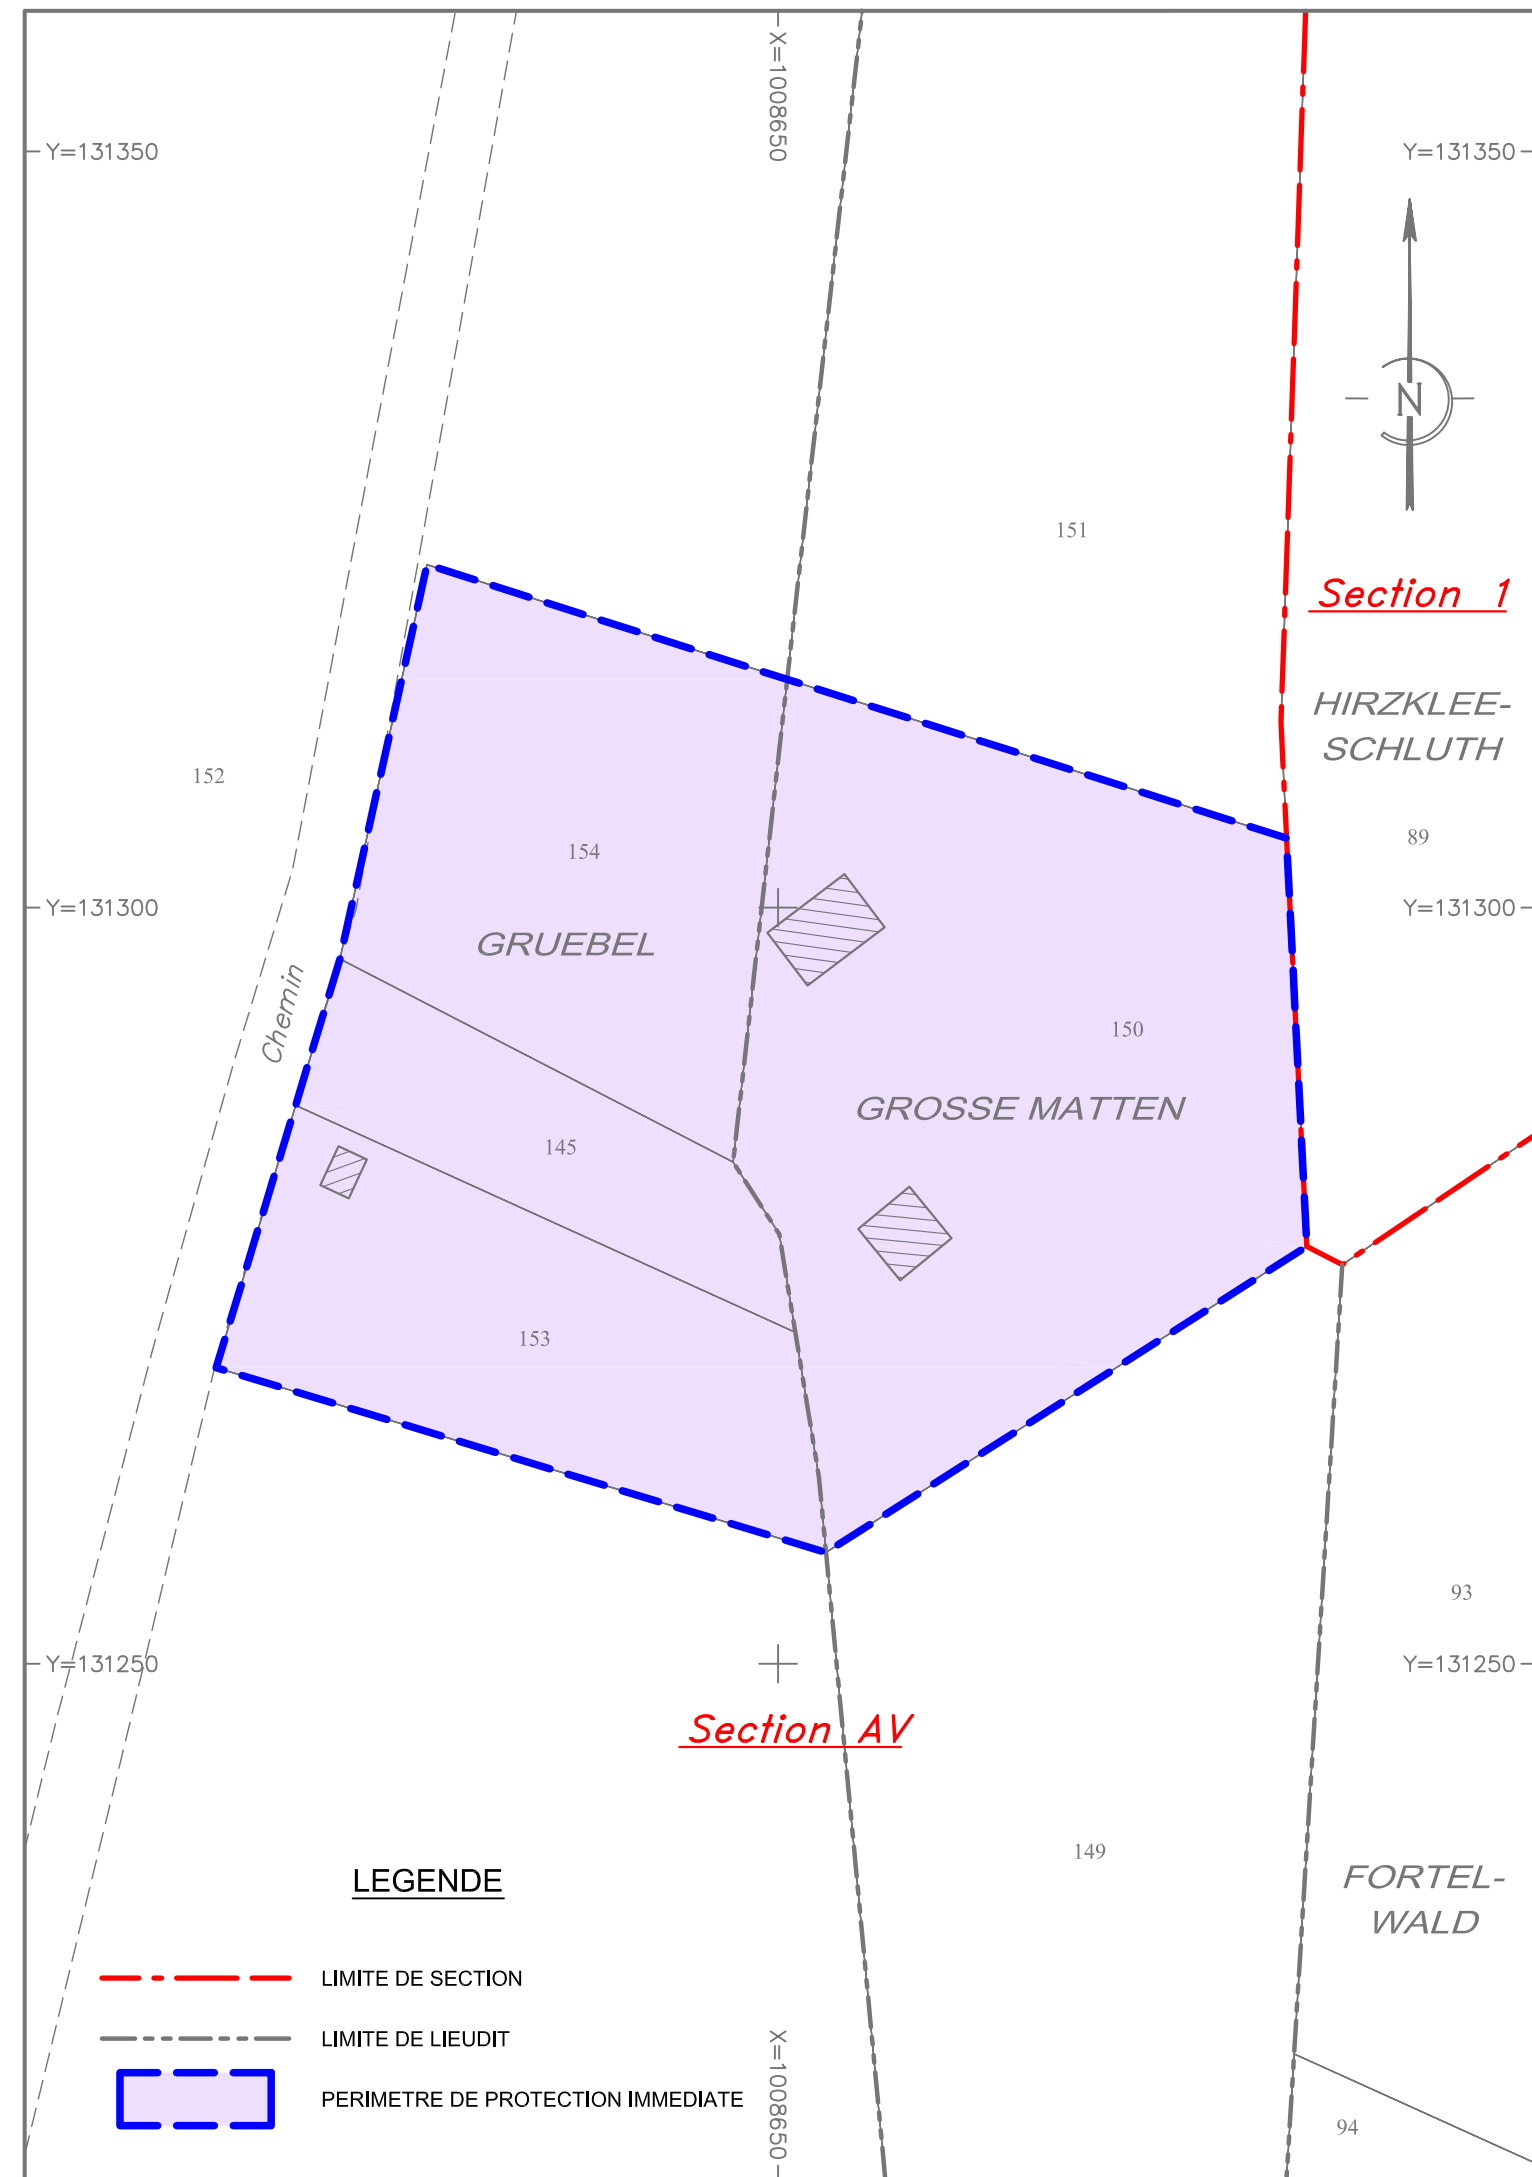 X=1008650
Y=131350
Y=131350
N
151
Section 1
HIRZKLEE-
SCHLUTH
152
89
154
Y=131300
Y=131300
GRUEBEL
Chemin
150
GROSSE MATTEN
145
153
93
Y=131250
Y=131250
Section AV
149
FORTEL-
WALD
LEGENDE
LIMITE DE SECTION
LIMITE DE LIEUDIT
PERIMETRE DE PROTECTION IMMEDIATE
X=1008650
94